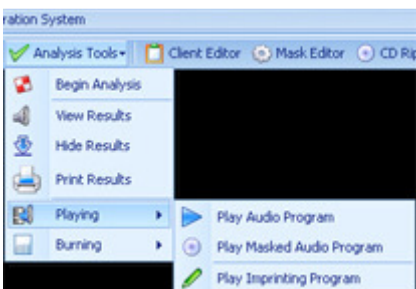 ration System
Analysis Tools Client Editor Mask Editor CD Rip
Begin Analysis
View Results
Hide Results
Print Results
Playing
Burning
Play Audio Program
Play Masked Audio Program
Play Imprinting Program